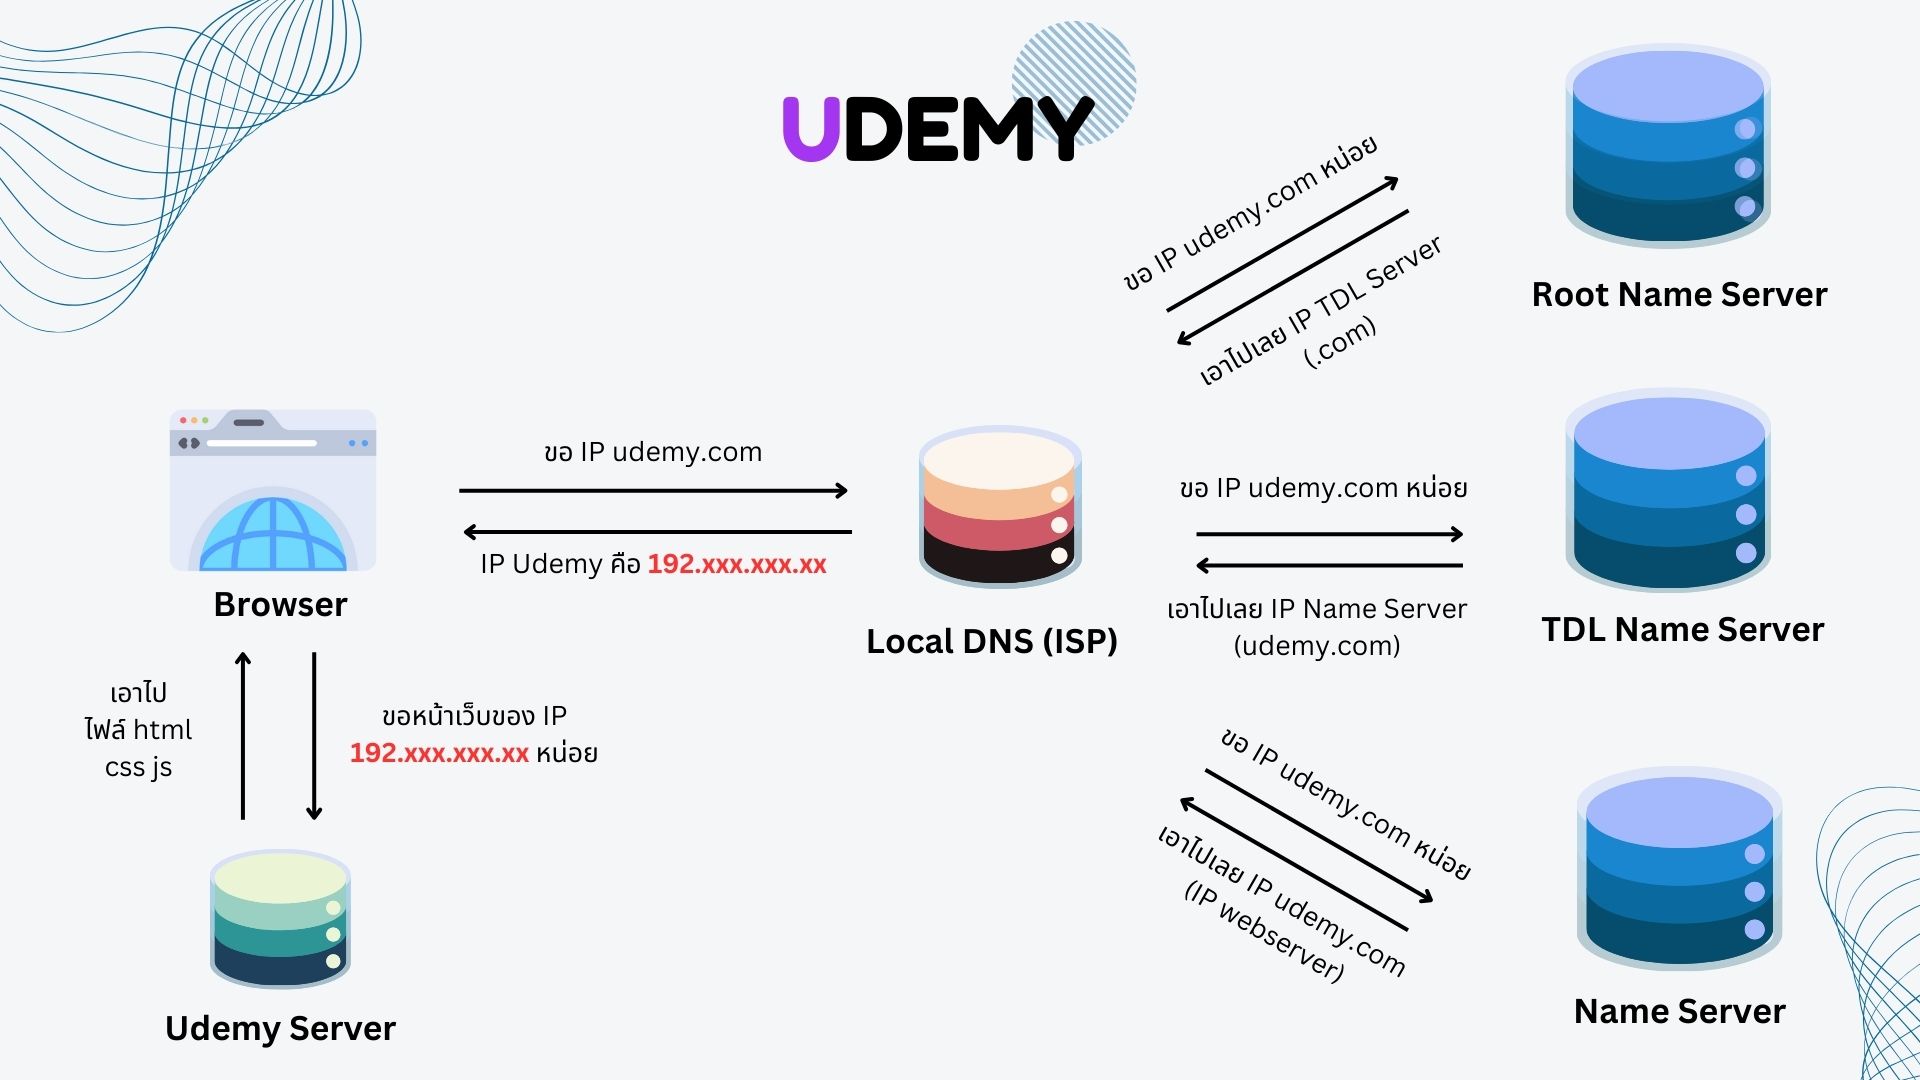 UDEMY
ขอ IP udemy.com หน่อย
เอาไปเลย IP TDL Server
(.com)
Root Name Server
ขอ IP udemy.com
IP Udemy คือ 192.xxx.xxx.xx
Browser
Local DNS (ISP)
ขอ IP udemy.com หน่อย
เอาไปเลย IP Name Server
(udemy.com)
TDL Name Server
เอาไป
ไฟล์ html
css js
ขอหน้าเว็บของ IP
192.xxx.xxx.xx หน่อย
ขอ IP udemy.com หน่อย
เอาไปเลย IP udemy.com
(IP webserver)
Udemy Server
Name Server